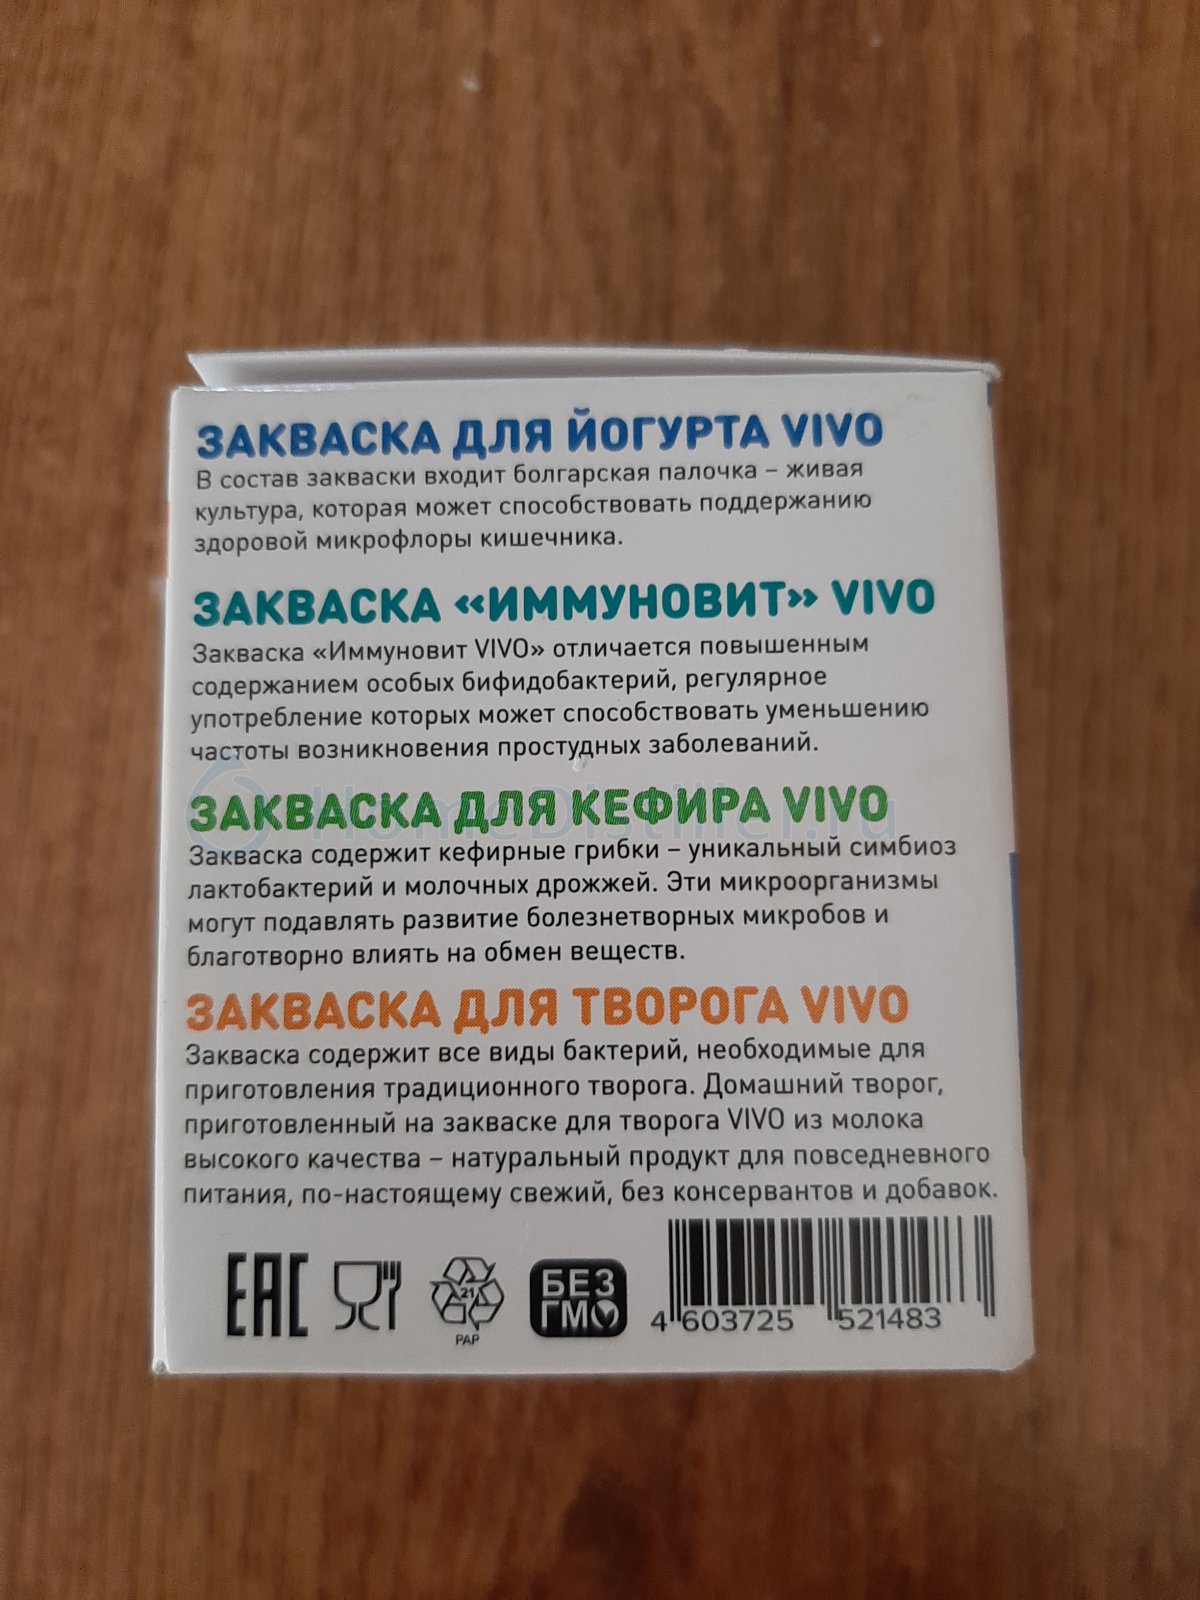 ЗАКВАСКА ДЛЯ ЙОГУРТА VIVO
В состав закваски входит болгарская палочка – живая
культура, которая может способствовать поддержанию
здоровой микрофлоры кишечника.
ЗАКВАСКА «ИММУНОВИТ» VIVO
Закваска «Иммуновит VIVO» отличается повышенным
содержанием особых бифидобактерий, регулярное
употребление которых может способствовать уменьшению
частоты возникновения простудных заболеваний.
ЗАКВАСКА ДЛЯ КЕФИРА VIVO
HomeDistiller.ru
Закваска содержит кефирные грибки – уникальный симбиоз
лактобактерий и молочных дрожжей. Эти микроорганизмы
могут подавлять развитие болезнетворных микробов и
благотворно влиять на обмен веществ.
ЗАКВАСКА ДЛЯ ТВОРОГА VIVO
Закваска содержит все виды бактерий, необходимые для
приготовления традиционного творога. Домашний творог,
приготовленный на закваске для творога VIVO из молока
высокого качества – натуральный продукт для повседневного
питания, по-настоящему свежий, без консервантов и добавок.
EAC
21
PAP
БЕЗ
ГМО
4 603725 521483